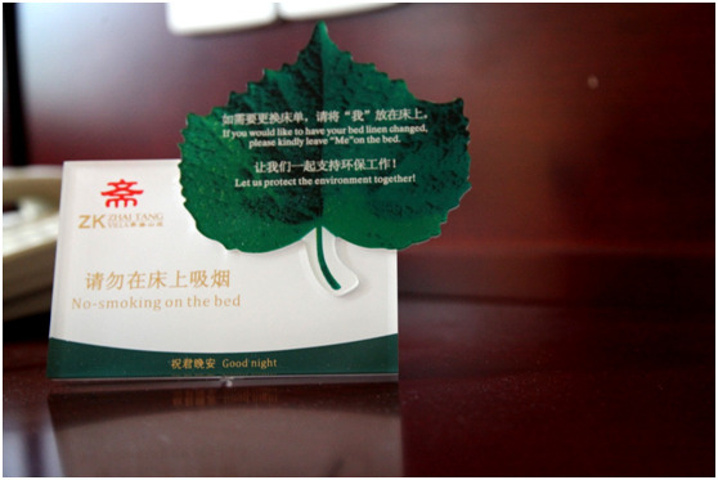 如需要更换床单，请将“我”放在床上。
If you would like to have your bed linen changed,
please kindly leave “Me”on the bed.
让我们一起支持环保工作！
Let us protect the environment together!
斋
ZK ZHAI TANG
VILLA
请勿在床上吸烟
No-smoking on the bed
祝君晚安 Good night